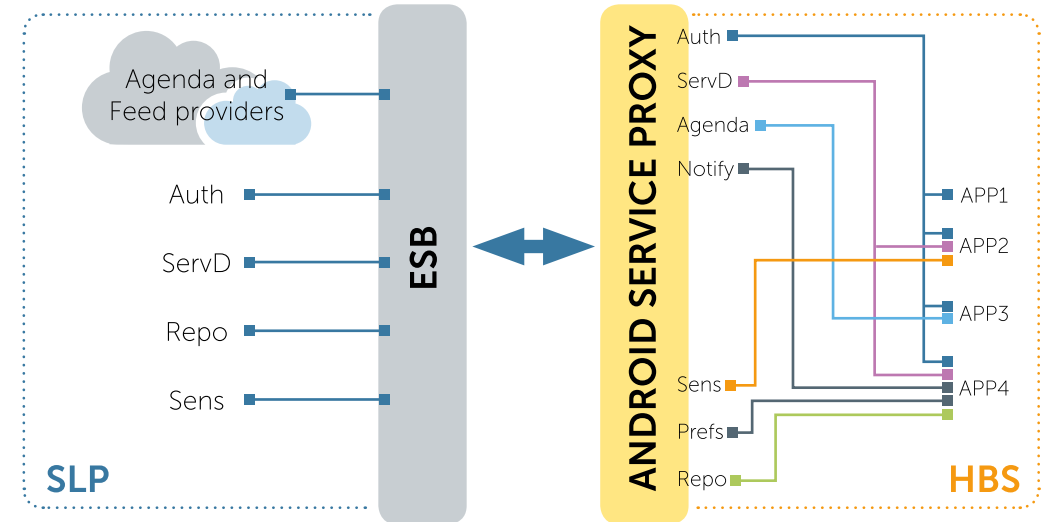 Agenda and
Feed providers
Auth
ServD
Repo
Sens
SLP
ESB
ANDROID SERVICE PROXY
Auth
ServD
Agenda
Notify
Sens
Prefs
Repo
APP1
APP2
APP3
APP4
HBS